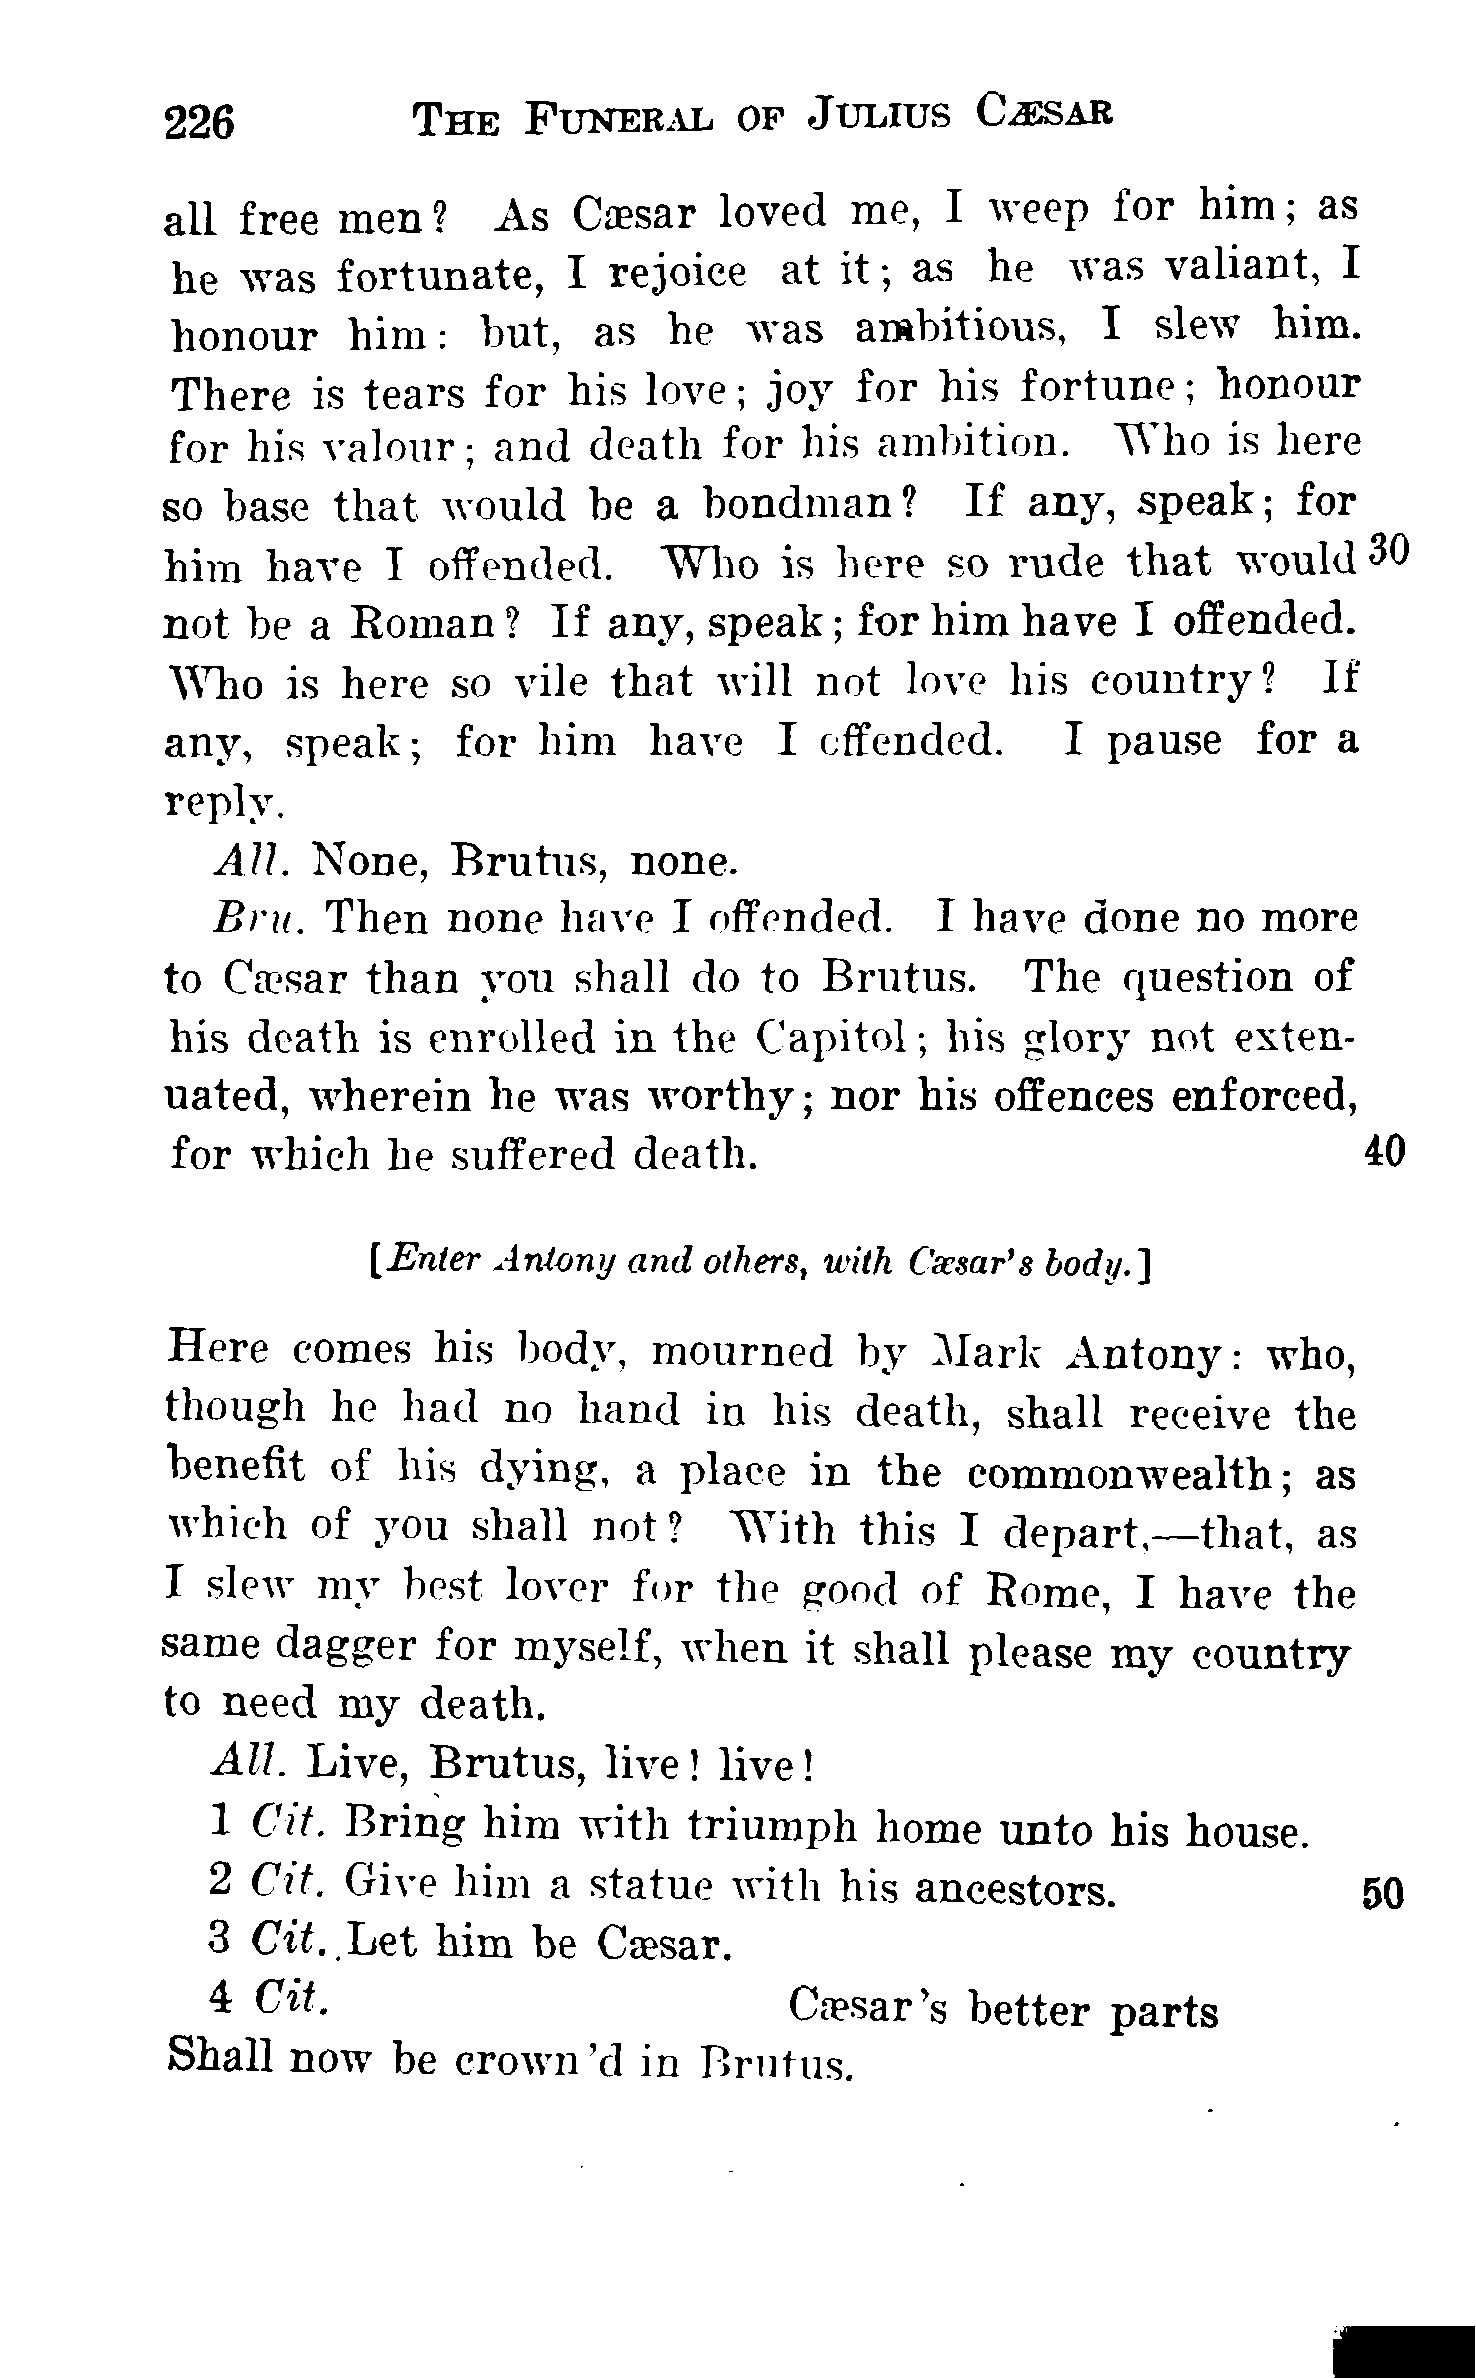 226 THE FUNERAL OF JULIUS CÆSAR
all free men? As Cæsar loved me, I weep for him; as
he was fortunate, I rejoice at it; as he was valiant, I
honour him: but, as he was ambitious, I slew him.
There is tears for his love; joy for his fortune; honour
for his valour; and death for his ambition. Who is here
so base that would be a bondman? If any, speak; for
him have I offended. Who is here so rude that would 30
not be a Roman? If any, speak; for him have I offended.
Who is here so vile that will not love his country? If
any, speak; for him have I offended. I pause for a
reply.
All. None, Brutus, none.
Bru. Then none have I offended. I have done no more
to Cæsar than you shall do to Brutus. The question of
his death is enrolled in the Capitol; his glory not exten-
uated, wherein he was worthy; nor his offences enforced,
for which he suffered death. 40
[Enter Antony and others, with Cæsar's body.]
Here comes his body, mourned by Mark Antony: who,
though he had no hand in his death, shall receive the
benefit of his dying, a place in the commonwealth; as
which of you shall not? With this I depart,—that, as
I slew my best lover for the good of Rome, I have the
same dagger for myself, when it shall please my country
to need my death.
All. Live, Brutus, live! live!
1 Cit. Bring him with triumph home unto his house.
2 Cit. Give him a statue with his ancestors. 50
3 Cit. Let him be Cæsar.
4 Cit. Cæsar's better parts
Shall now be crown'd in Brutus.